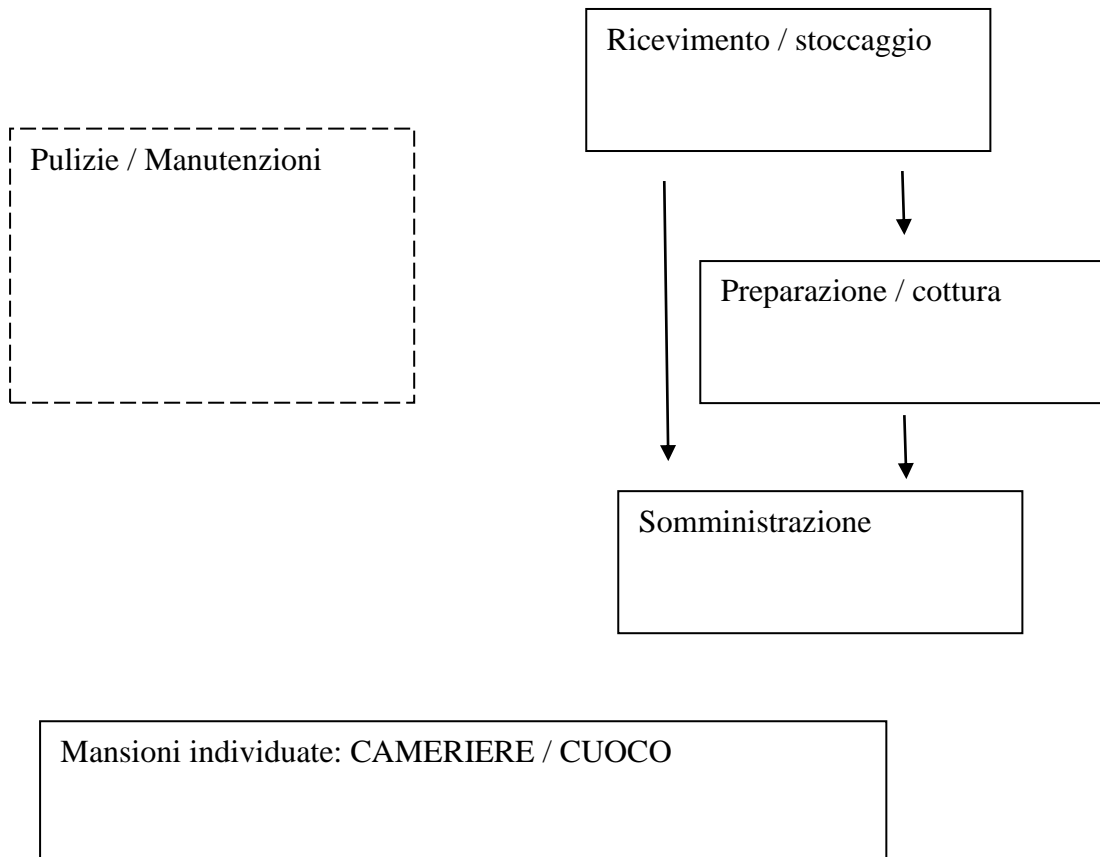 Ricevimento / stoccaggio
Pulizie / Manutenzioni
Preparazione / cottura
Somministrazione
Mansioni individuate: CAMERIERE / CUOCO